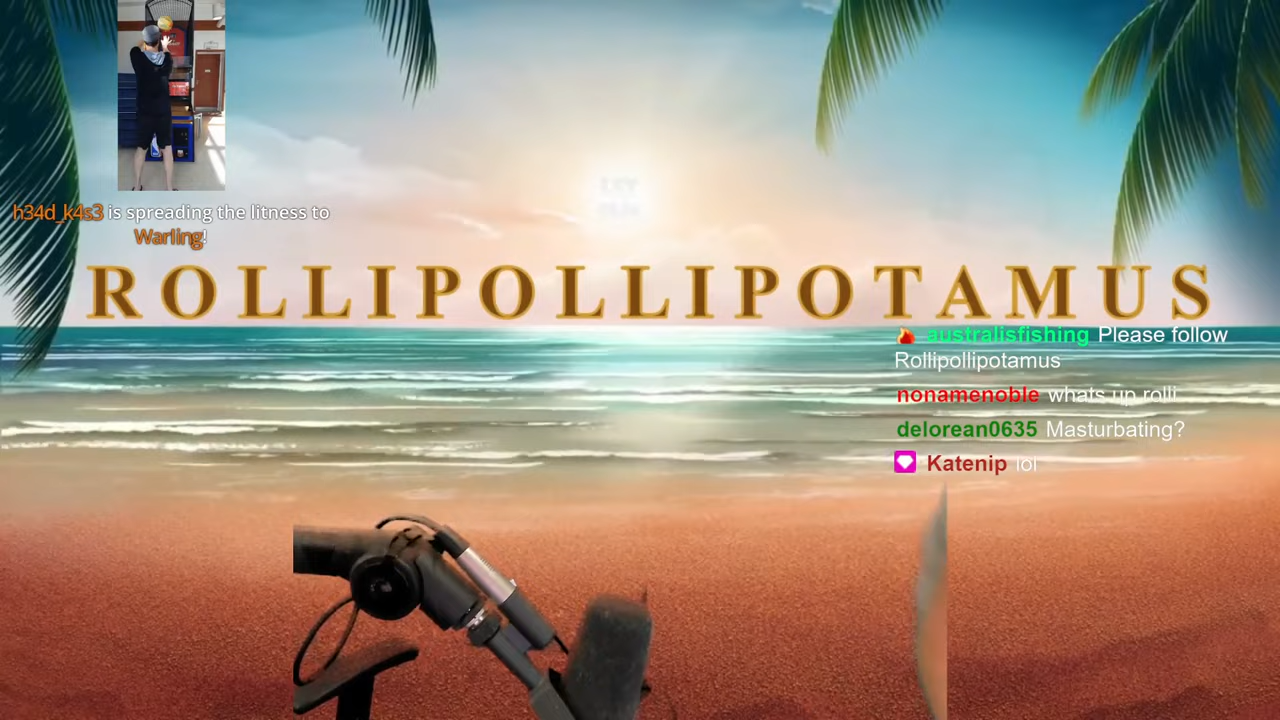 h34d_k4s3 is spreading the litness to
Warling!
ROLLIPOLLIPOTAMUS
australisfishing Please follow
Rollipollipotamus
nonamenoble whats up rolli
delorean0635 Masturbating?
Katenip lol